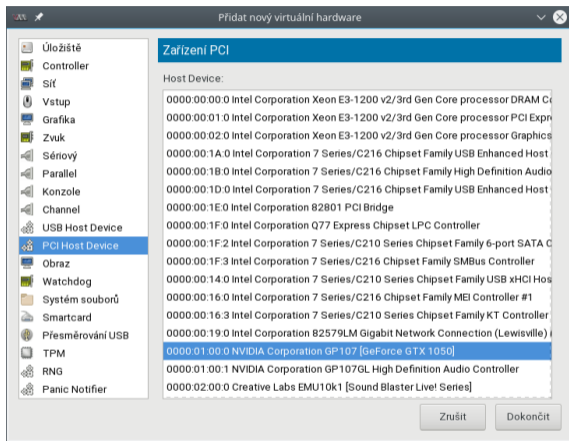 Přidat nový virtuální hardware
Úložiště
Controller
Síť
Vstup
Grafika
Zvuk
Sériový
Parallel
Konzole
Channel
USB Host Device
PCI Host Device
Obraz
Watchdog
Systém souborů
Smartcard
Přesměrování USB
TPM
RNG
Panic Notifier
Zařízení PCI
Host Device:
0000:00:00:0 Intel Corporation Xeon E3-1200 v2/3rd Gen Core processor DRAM Co
0000:00:01:0 Intel Corporation Xeon E3-1200 v2/3rd Gen Core processor PCI Expr
0000:00:02:0 Intel Corporation Xeon E3-1200 v2/3rd Gen Core processor Graphics
0000:00:1A:0 Intel Corporation 7 Series/C216 Chipset Family USB Enhanced Host
0000:00:1B:0 Intel Corporation 7 Series/C216 Chipset Family High Definition Audio
0000:00:1D:0 Intel Corporation 7 Series/C216 Chipset Family USB Enhanced Host
0000:00:1E:0 Intel Corporation 82801 PCI Bridge
0000:00:1F:0 Intel Corporation Q77 Express Chipset LPC Controller
0000:00:1F:2 Intel Corporation 7 Series/C210 Series Chipset Family 6-port SATA C
0000:00:1F:3 Intel Corporation 7 Series/C216 Chipset Family SMBus Controller
0000:00:14:0 Intel Corporation 7 Series/C210 Series Chipset Family USB xHCI Hos
0000:00:16:0 Intel Corporation 7 Series/C216 Chipset Family MEI Controller #1
0000:00:16:3 Intel Corporation 7 Series/C210 Series Chipset Family KT Controller
0000:00:19:0 Intel Corporation 82579LM Gigabit Network Connection (Lewisville) (
0000:01:00:0 NVIDIA Corporation GP107 [GeForce GTX 1050]
0000:01:00:1 NVIDIA Corporation GP107GL High Definition Audio Controller
0000:02:00:0 Creative Labs EMU10k1 [Sound Blaster Live! Series]
Zrušit
Dokončit